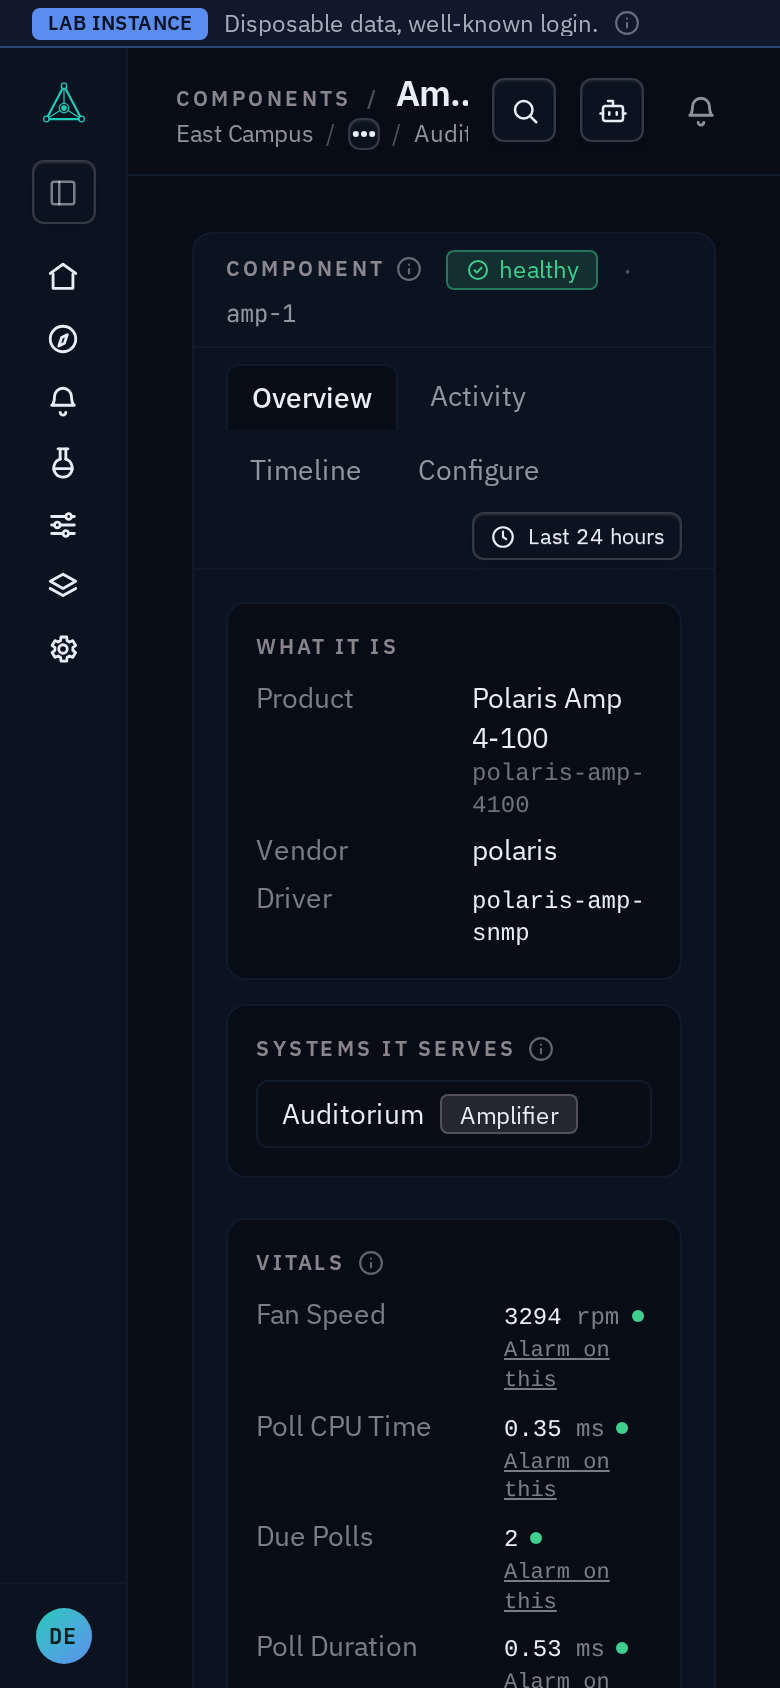 LAB INSTANCE Disposable data, well-known login.
COMPONENTS / Am..
East Campus / ••• / Audit
COMPONENT healthy ·
amp-1
Overview Activity
Timeline Configure
Last 24 hours
WHAT IT IS
Product Polaris Amp
4-100
polaris-amp-
4100
Vendor polaris
Driver polaris-amp-
snmp
SYSTEMS IT SERVES
Auditorium Amplifier
VITALS
Fan Speed 3294 rpm
Alarm on
this
Poll CPU Time 0.35 ms
Alarm on
this
Due Polls 2
Alarm on
this
Poll Duration 0.53 ms
Alarm on
DE